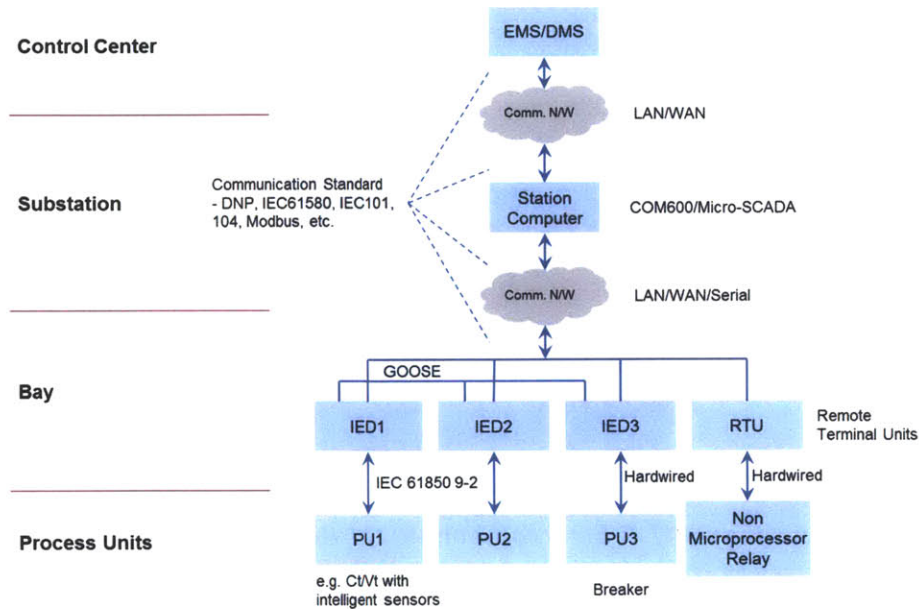 Control Center
EMS/DMS
Comm. N/W
LAN/WAN
Substation
Communication Standard
- DNP, IEC61580, IEC101,
104, Modbus, etc.
Station
Computer
COM600/Micro-SCADA
Comm. N/W
LAN/WAN/Serial
Bay
GOOSE
IED1
IED2
IED3
RTU
Remote
Terminal Units
IEC 61850 9-2
Hardwired
Hardwired
Process Units
PU1
PU2
PU3
Non
Microprocessor
Relay
e.g. Ct/Vt with
intelligent sensors
Breaker